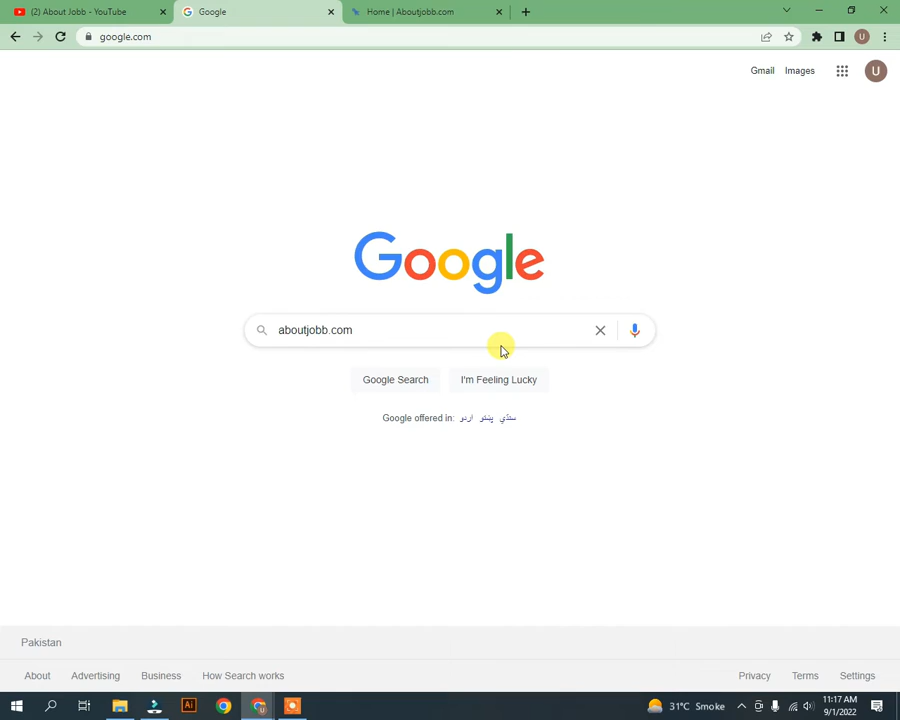 (2) About Jobb - YouTube
Google
Home | Aboutjobb.com
google.com
U
Gmail
Images
U
Google
aboutjobb.com
Google Search
I'm Feeling Lucky
Google offered in: اردو پښتو سنڌي
Pakistan
About
Advertising
Business
How Search works
Privacy
Terms
Settings
Ai
U
31°C Smoke
11:17 AM
9/1/2022